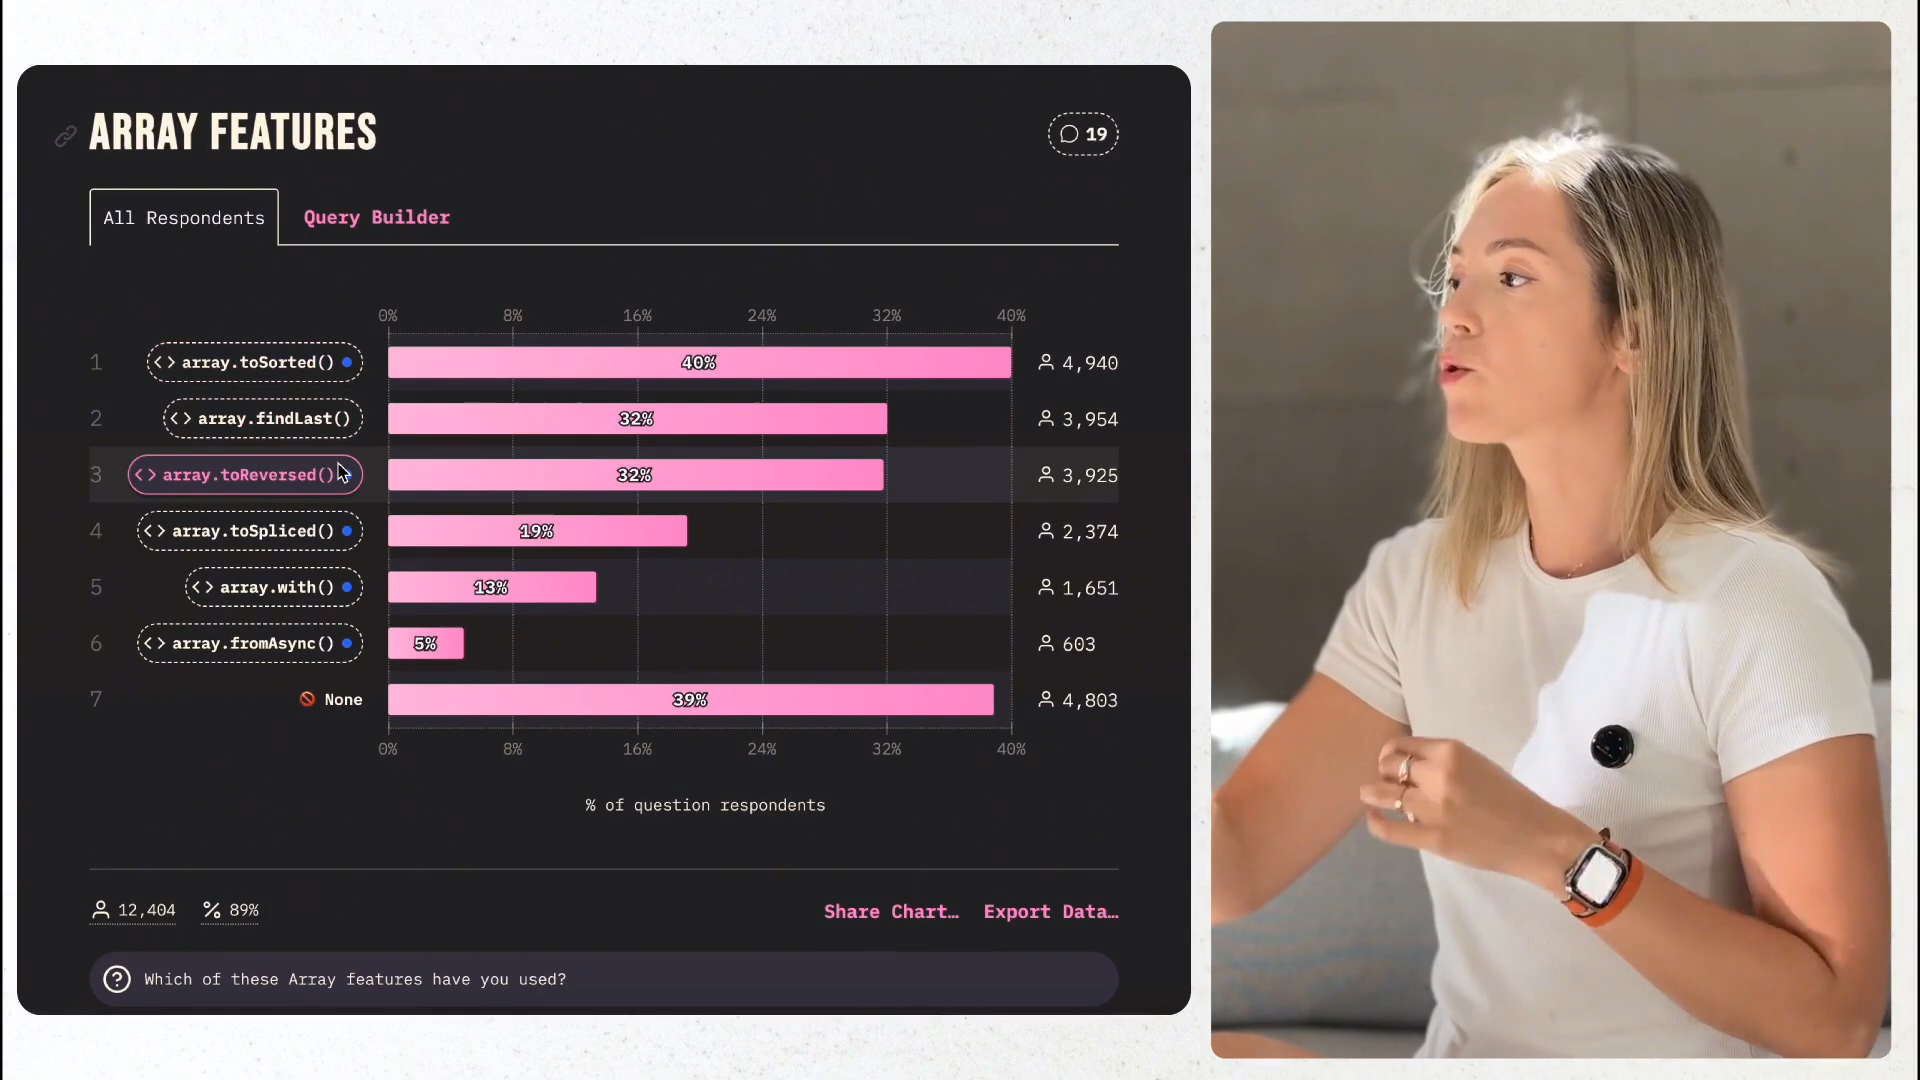 ARRAY FEATURES
19
All Respondents Query Builder
0% 8% 16% 24% 32% 40%
1 <> array.toSorted() 40% 4,940
2 <> array.findLast() 32% 3,954
3 <> array.toReversed() 32% 3,925
4 <> array.toSpliced() 19% 2,374
5 <> array.with() 13% 1,651
6 <> array.fromAsync() 5% 603
7 None 39% 4,803
0% 8% 16% 24% 32% 40%
% of question respondents
12,404 % 89% Share Chart… Export Data…
? Which of these Array features have you used?